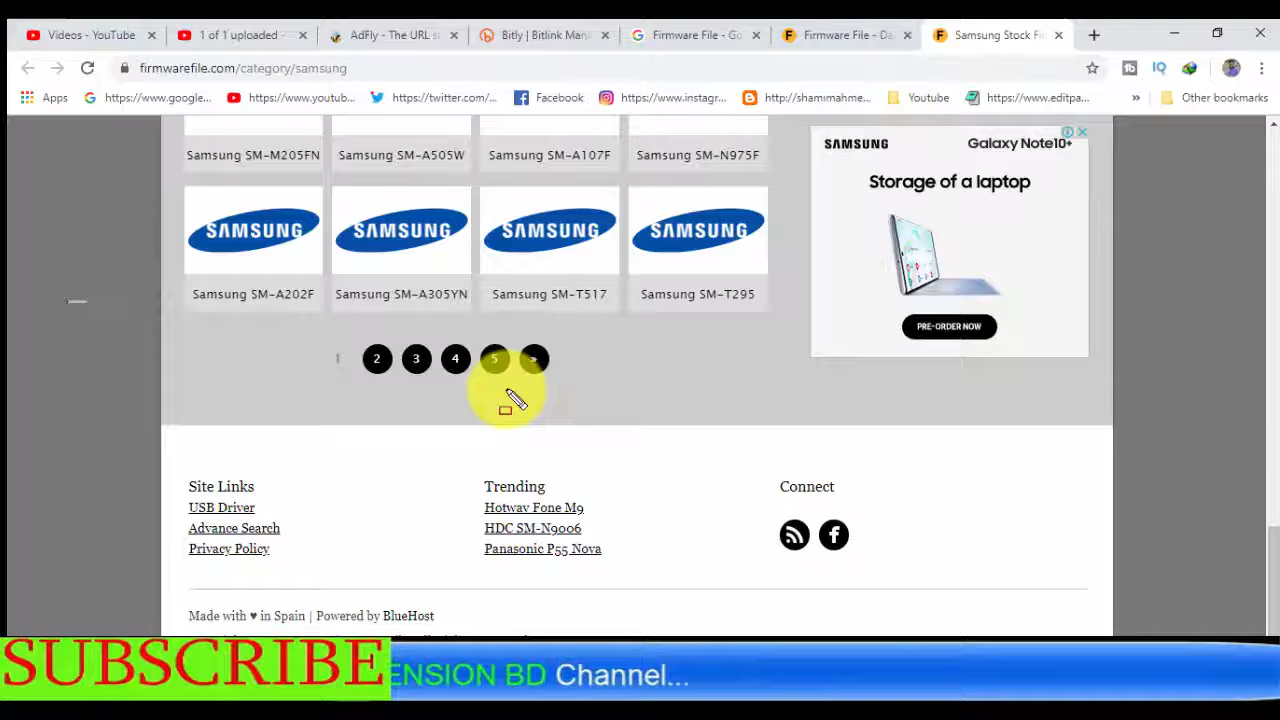 Videos - YouTube
1 of 1 uploaded -
AdFly - The URL s
Bitly | Bitlink Man
Firmware File - Go
Firmware File - Da
Samsung Stock Fi
firmwarefile.com/category/samsung
Apps
https://www.google...
https://www.youtub...
https://twitter.com/...
Facebook
https://www.instagr...
http://shamimahme...
Youtube
https://www.editpa...
»
Other bookmarks
Samsung SM-M205FN
Samsung SM-A505W
Samsung SM-A107F
Samsung SM-N975F
SAMSUNG
Galaxy Note10+
Storage of a laptop
PRE-ORDER NOW
SAMSUNG
SAMSUNG
SAMSUNG
SAMSUNG
Samsung SM-A202F
Samsung SM-A305YN
Samsung SM-T517
Samsung SM-T295
1 2 3 4 5 »
Site Links
USB Driver
Advance Search
Privacy Policy
Trending
Hotwav Fone M9
HDC SM-N9006
Panasonic P55 Nova
Connect
Made with ♥ in Spain | Powered by BlueHost
SUBSCRIBE
ENSION BD Channel...